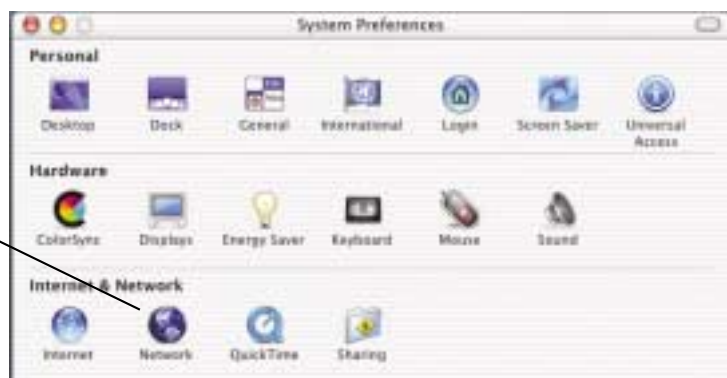 System Preferences
Personal
Desktop Dock General International Login Screen Saver Universal Access
Hardware
ColorSync Displays Energy Saver Keyboard Mouse Sound
Internet & Network
Internet Network QuickTime Sharing